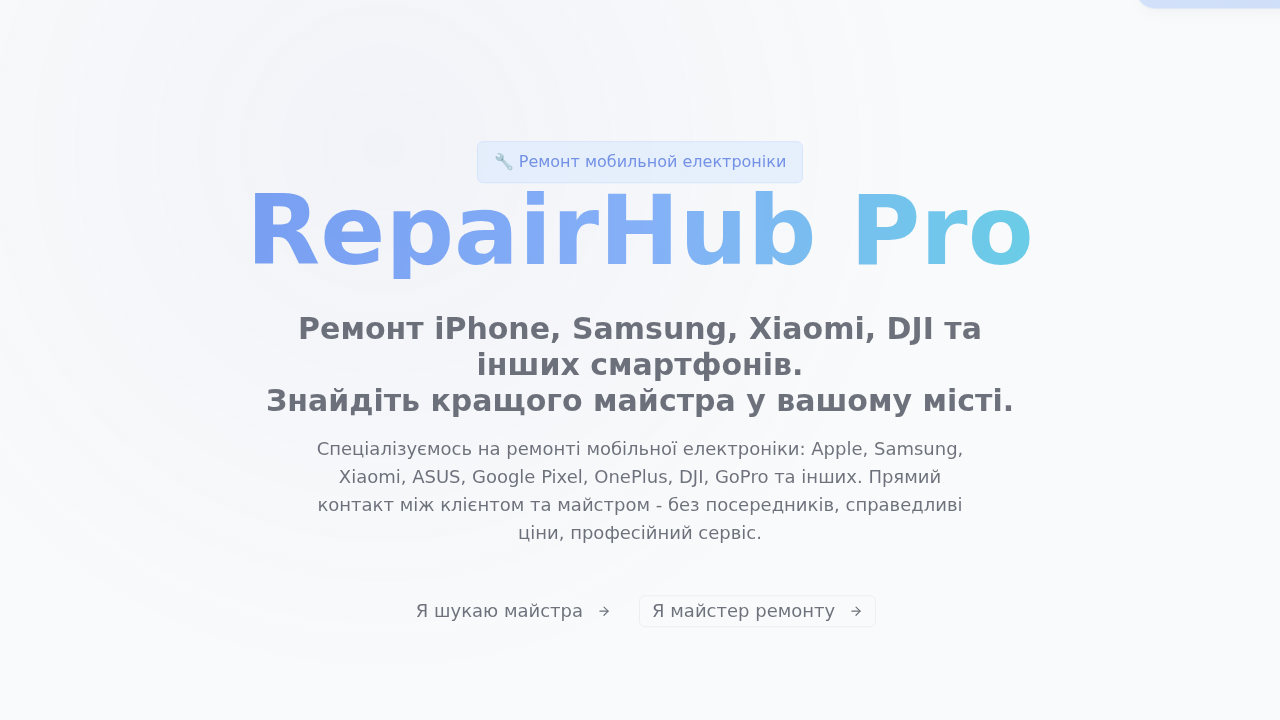 🔧 Ремонт мобильной електроніки
RepairHub Pro
Ремонт iPhone, Samsung, Xiaomi, DJI та
інших смартфонів.
Знайдіть кращого майстра у вашому місті.
Спеціалізуємось на ремонті мобільної електроніки: Apple, Samsung,
Xiaomi, ASUS, Google Pixel, OnePlus, DJI, GoPro та інших. Прямий
контакт між клієнтом та майстром - без посередників, справедливі
ціни, професійний сервіс.
Я шукаю майстра →
Я майстер ремонту →